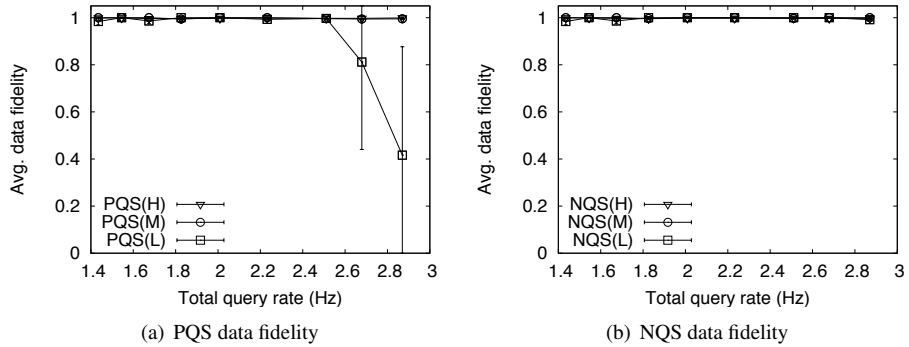 1
0.8
0.6
0.4
0.2
0
Avg. data fidelity
PQS(H)
PQS(M)
PQS(L)
1.4 1.6 1.8 2 2.2 2.4 2.6 2.8 3
Total query rate (Hz)
(a) PQS data fidelity
1
0.8
0.6
0.4
0.2
0
Avg. data fidelity
NQS(H)
NQS(M)
NQS(L)
1.4 1.6 1.8 2 2.2 2.4 2.6 2.8 3
Total query rate (Hz)
(b) NQS data fidelity